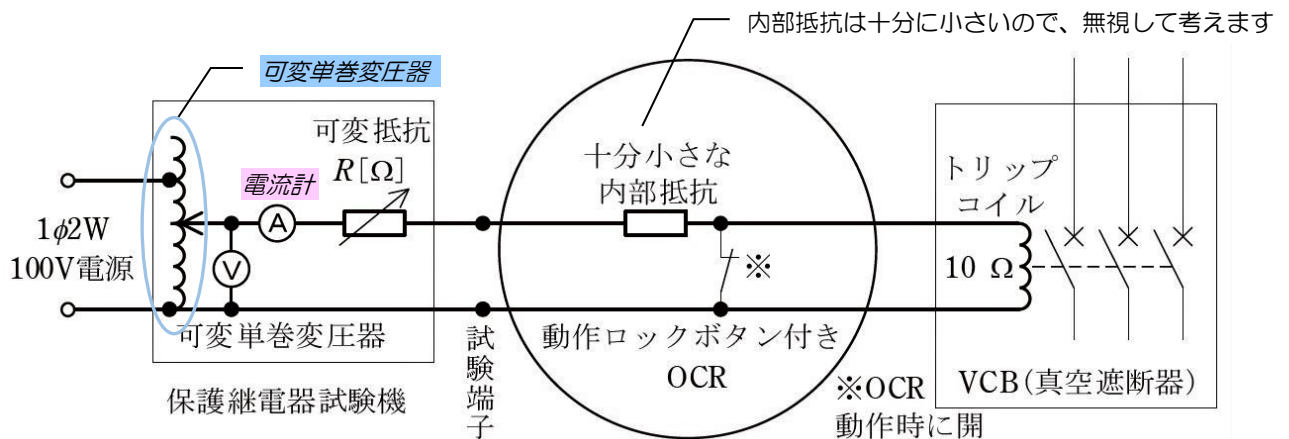 内部抵抗は十分に小さいので、無視して考えます
可変単巻変圧器
可変抵抗
R[Ω]
電流計
A
V
1φ2W
100V電源
可変単巻変圧器
保護継電器試験機
試験端子
十分小さな
内部抵抗
※
動作ロックボタン付き
OCR
※OCR
動作時に開
トリップ
コイル
10 Ω
VCB(真空遮断器)